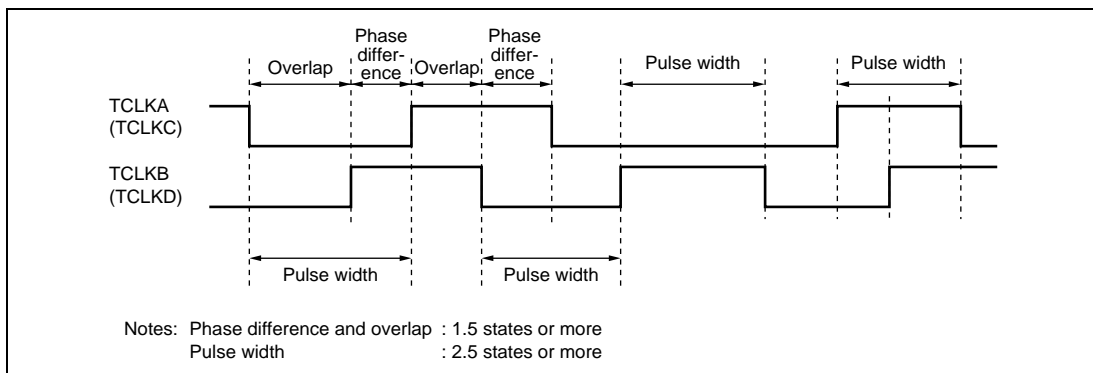 Phase
differ-
ence
Phase
differ-
ence
Overlap
Overlap
Pulse width
Pulse width
TCLKA
(TCLKC)
TCLKB
(TCLKD)
Pulse width
Pulse width
Notes: Phase difference and overlap : 1.5 states or more
Pulse width : 2.5 states or more